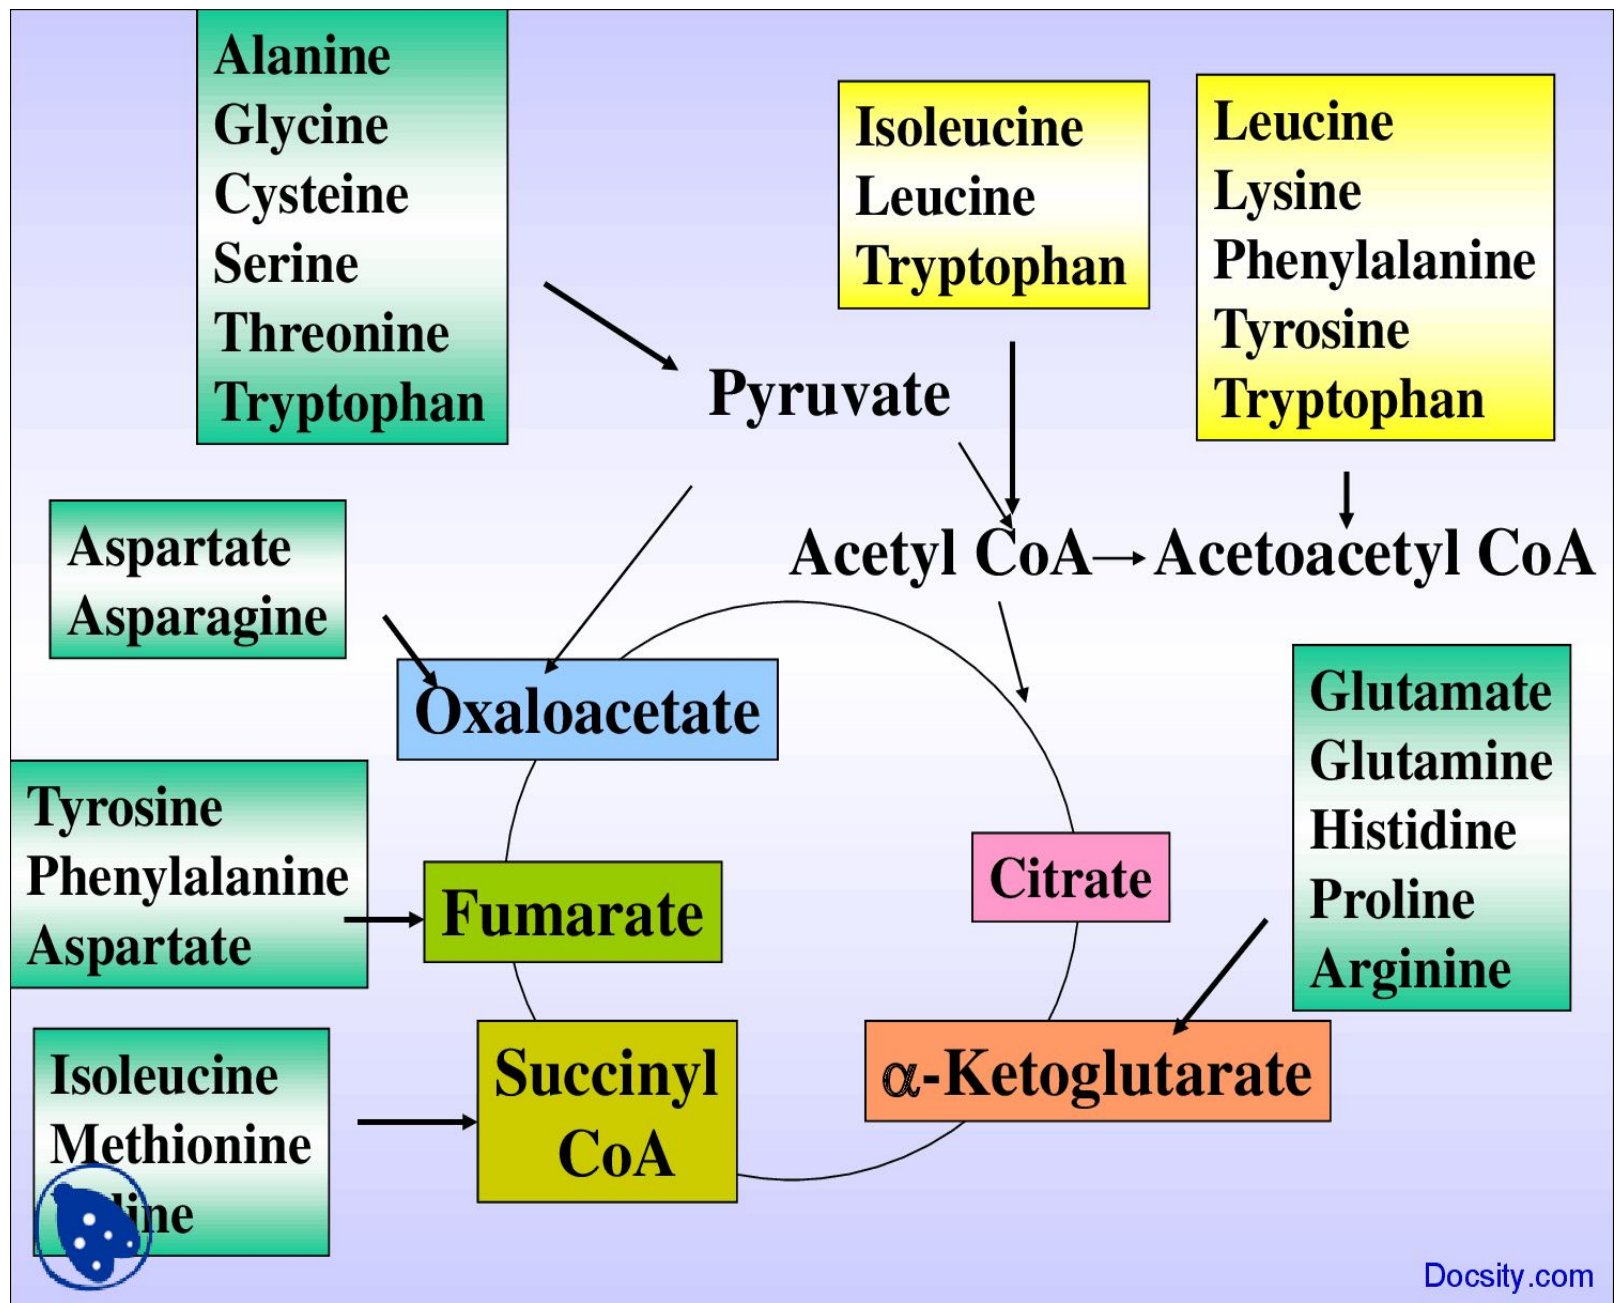 Alanine
Glycine
Cysteine
Serine
Threonine
Tryptophan
Isoleucine
Leucine
Tryptophan
Leucine
Lysine
Phenylalanine
Tyrosine
Tryptophan
Pyruvate
Acetyl CoA
Acetoacetyl CoA
Aspartate
Asparagine
Oxaloacetate
Glutamate
Glutamine
Histidine
Proline
Arginine
Tyrosine
Phenylalanine
Aspartate
Fumarate
Citrate
Isoleucine
Methionine
Succinyl
CoA
α-Ketoglutarate
Docsity.com